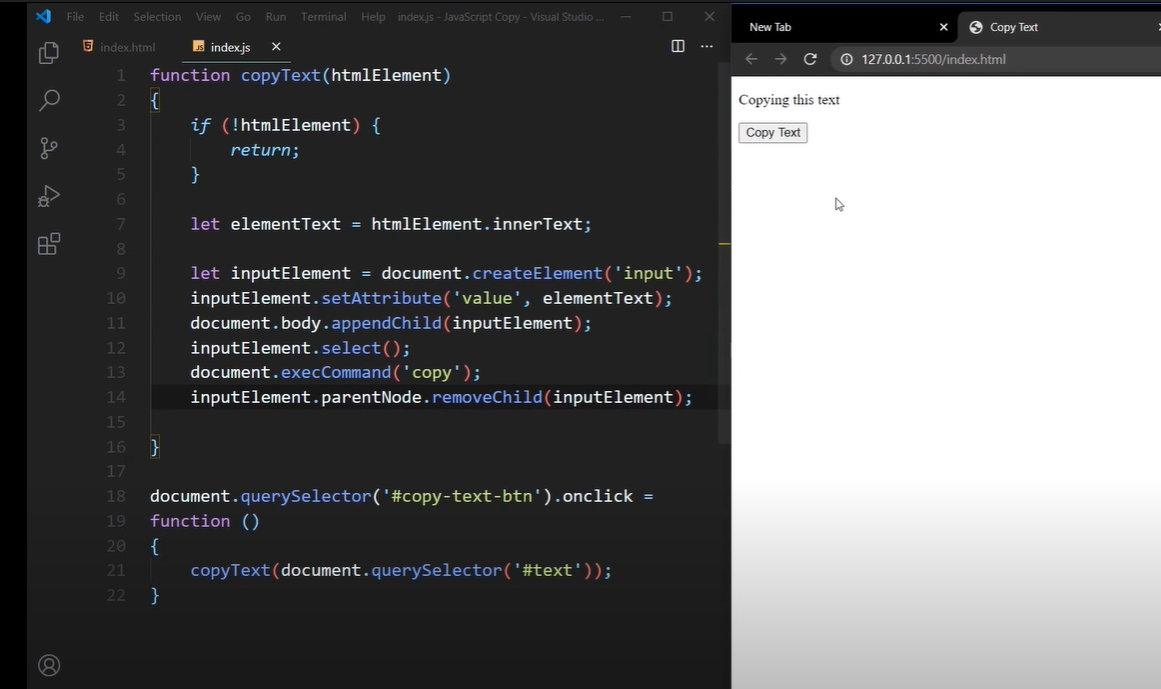 File Edit Selection View Go Run Terminal Help index.js - JavaScript Copy - Visual Studio ...
index.html index.js
1 function copyText(htmlElement)
2 {
3 if (!htmlElement) {
4 return;
5 }
6
7 let elementText = htmlElement.innerText;
8
9 let inputElement = document.createElement('input');
10 inputElement.setAttribute('value', elementText);
11 document.body.appendChild(inputElement);
12 inputElement.select();
13 document.execCommand('copy');
14 inputElement.parentNode.removeChild(inputElement);
15
16 }
17
18 document.querySelector('#copy-text-btn').onclick =
19 function ()
20 {
21 copyText(document.querySelector('#text'));
22 }
New Tab Copy Text
127.0.0.1:5500/index.html
Copying this text
Copy Text